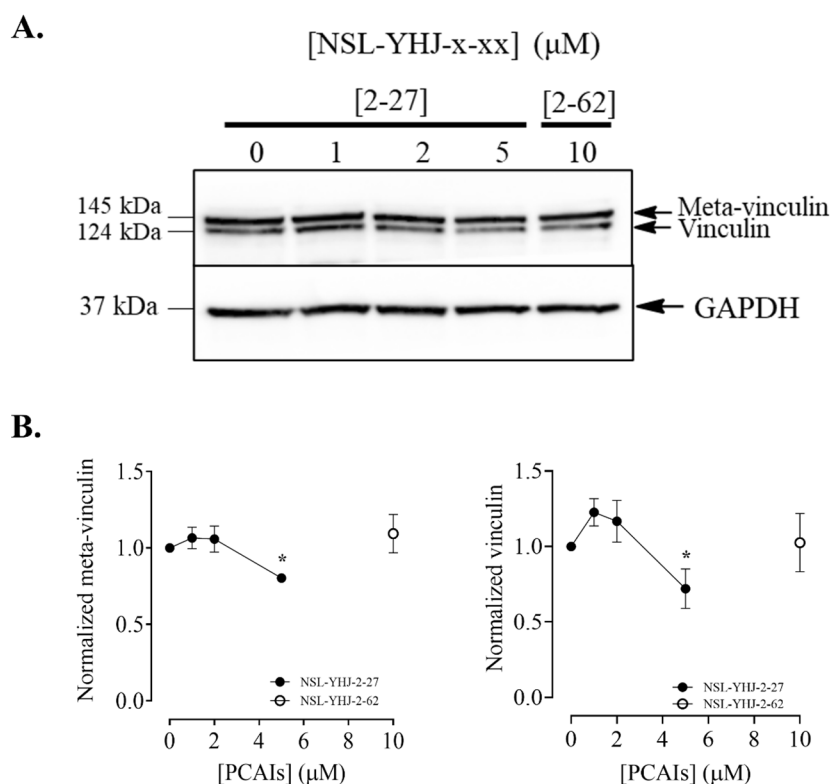 A.
[NSL-YHJ-x-xx] (μM)
[2-27] [2-62]
0 1 2 5 10
145 kDa Meta-vinculin
124 kDa Vinculin
37 kDa GAPDH
B.
Normalized meta-vinculin
1.5
1.0
0.5
0.0
*
NSL-YHJ-2-27
NSL-YHJ-2-62
0 2 4 6 8 10
[PCAIs] (μM)
Normalized vinculin
1.5
1.0
0.5
0.0
*
NSL-YHJ-2-27
NSL-YHJ-2-62
0 2 4 6 8 10
[PCAIs] (μM)